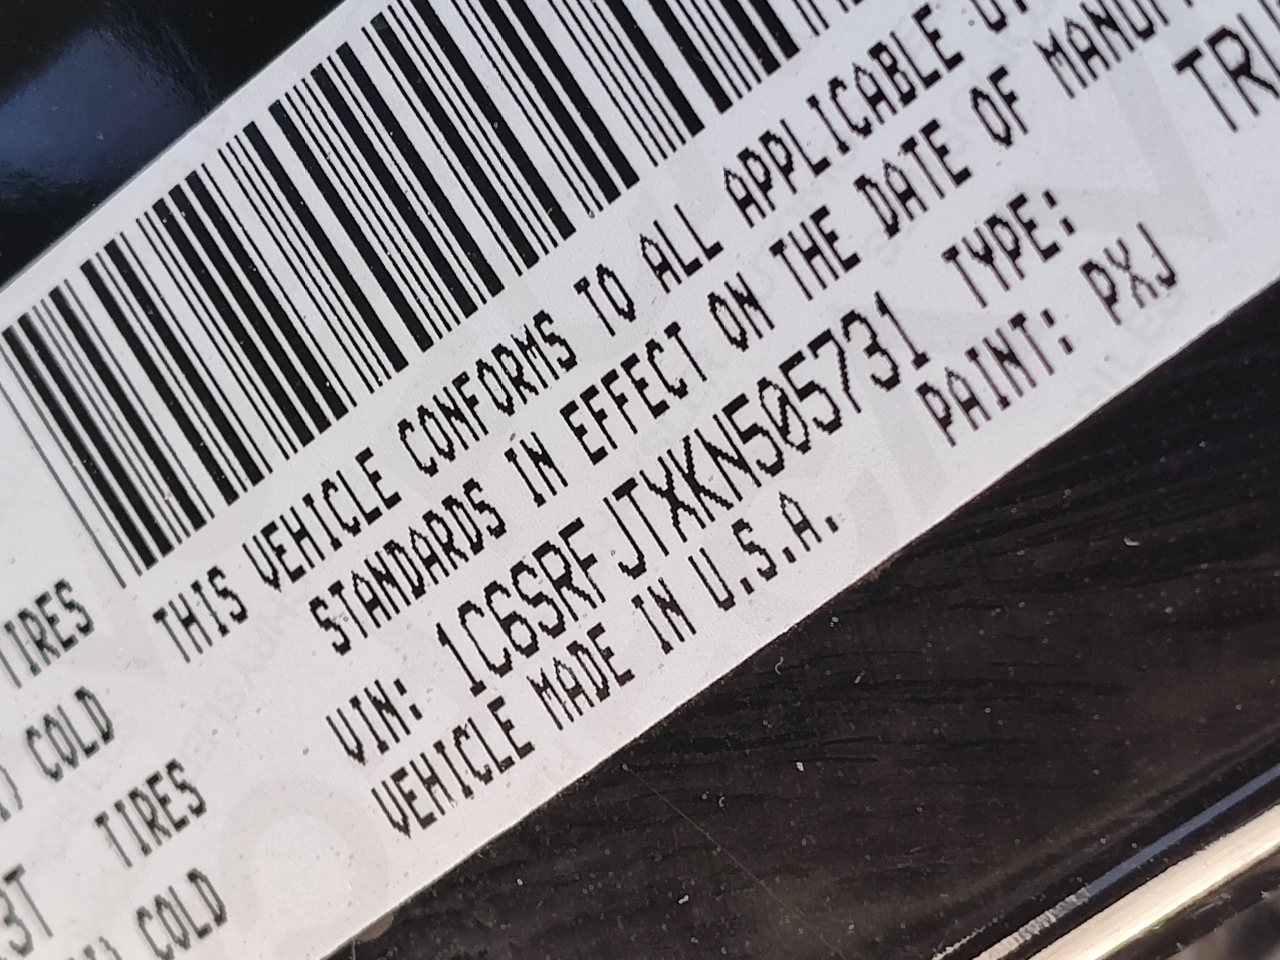 THIS VEHICLE CONFORMS TO ALL APPLICABLE
STANDARDS IN EFFECT ON THE DATE OF
VIN: 1C6SRFJTXKN505731 TYPE:
VEHICLE MADE IN U.S.A. PAINT: PXJ
TIRES
COLD
3T TIRES
COLD